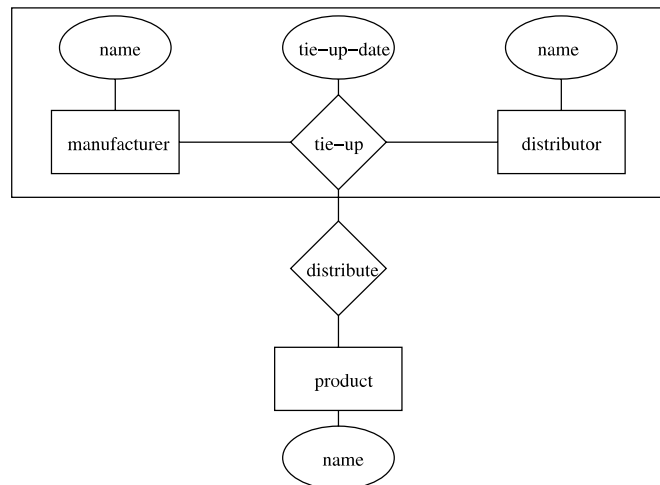 name
tie-up-date
name
manufacturer
tie-up
distributor
distribute
product
name